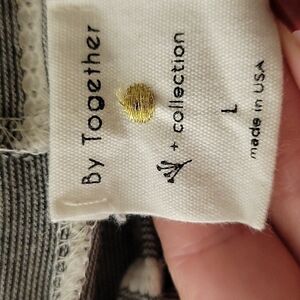 By Together
+ collection
L
made in USA